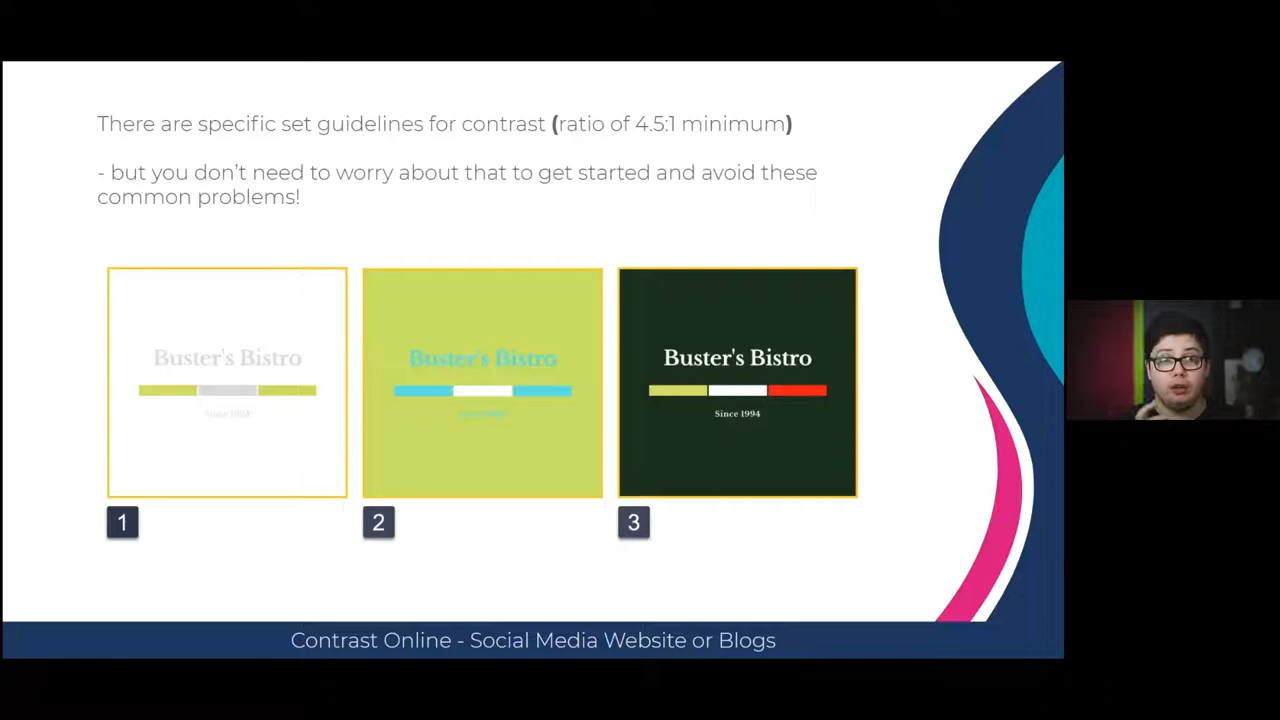 There are specific set guidelines for contrast (ratio of 4.5:1 minimum)
- but you don't need to worry about that to get started and avoid these
common problems!
Buster's Bistro
Since 1994
Buster's Bistro
Buster's Bistro
Since 1994
1
2
3
Contrast Online - Social Media Website or Blogs